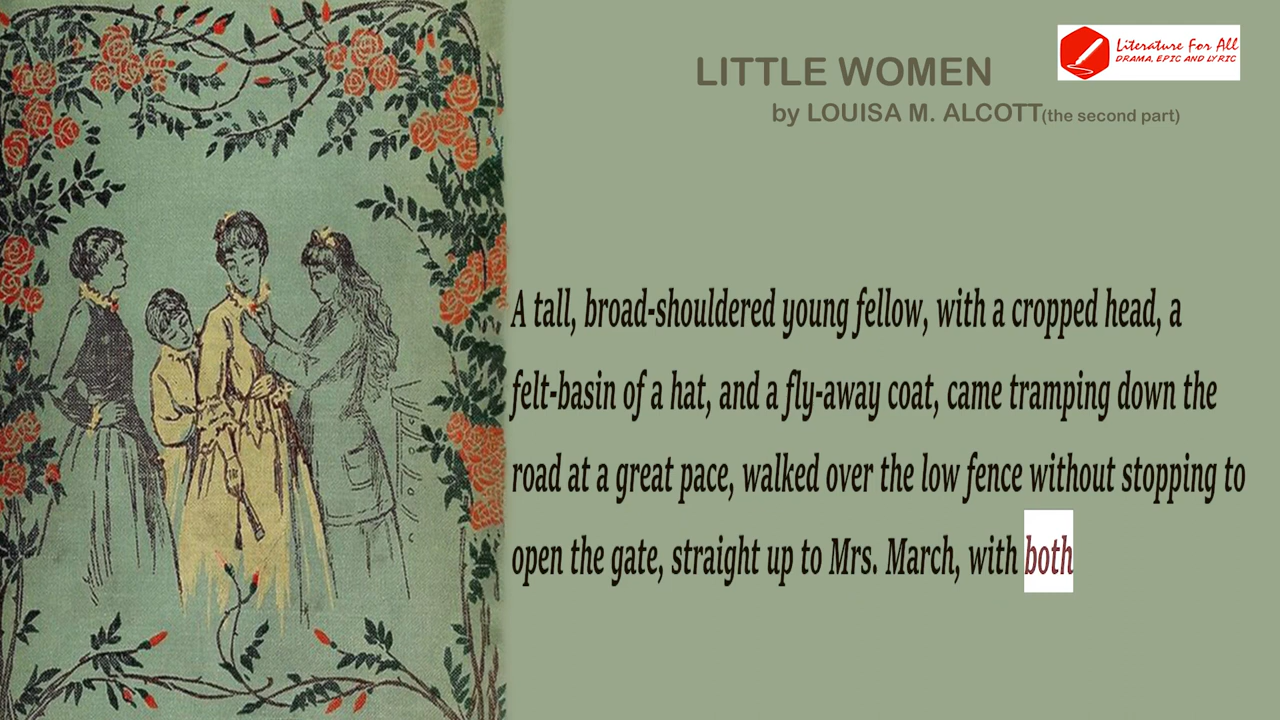 LITTLE WOMEN
by LOUISA M. ALCOTT(the second part)
Literature For All
DRAMA, EPIC AND LYRIC
A tall, broad-shouldered young fellow, with a cropped head, a
felt-basin of a hat, and a fly-away coat, came tramping down the
road at a great pace, walked over the low fence without stopping to
open the gate, straight up to Mrs. March, with both